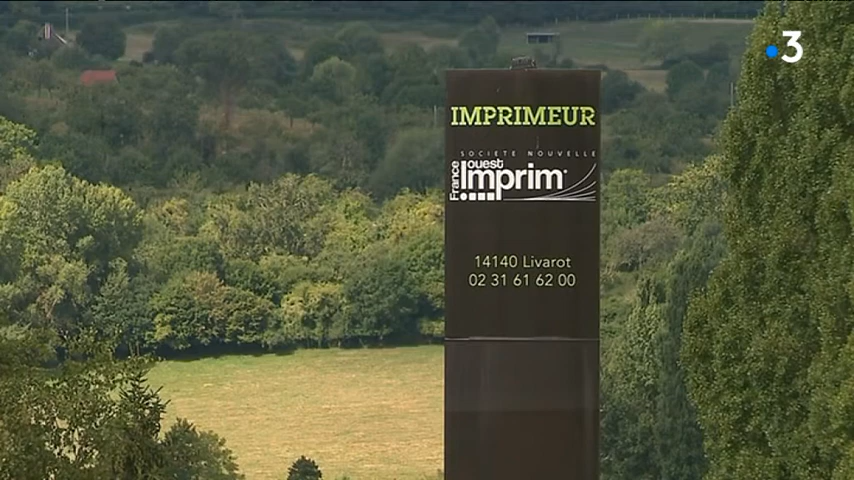 3
IMPRIMEUR
SOCIETE NOUVELLE
France
ouest
Imprim
14140 Livarot
02 31 61 62 00